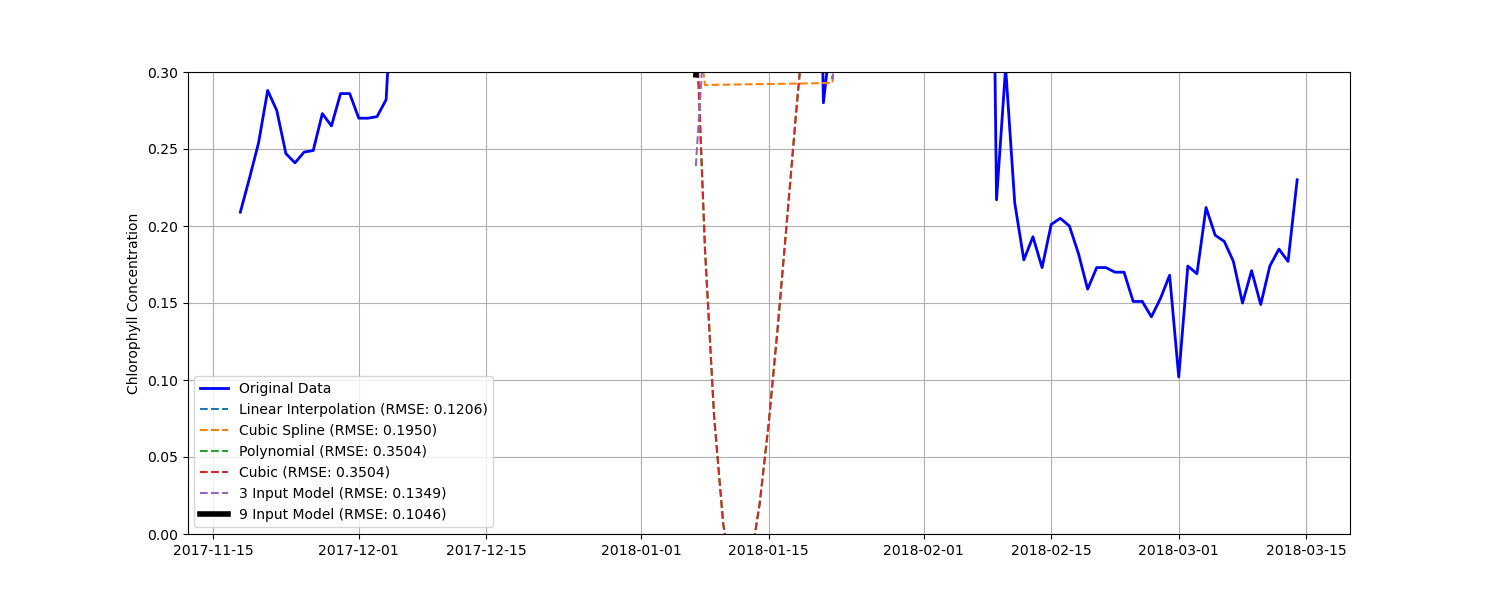 Chlorophyll Concentration
0.30
0.25
0.20
0.15
0.10
0.05
0.00
Original Data
Linear Interpolation (RMSE: 0.1206)
Cubic Spline (RMSE: 0.1950)
Polynomial (RMSE: 0.3504)
Cubic (RMSE: 0.3504)
3 Input Model (RMSE: 0.1349)
9 Input Model (RMSE: 0.1046)
2017-11-15 2017-12-01 2017-12-15 2018-01-01 2018-01-15 2018-02-01 2018-02-15 2018-03-01 2018-03-15